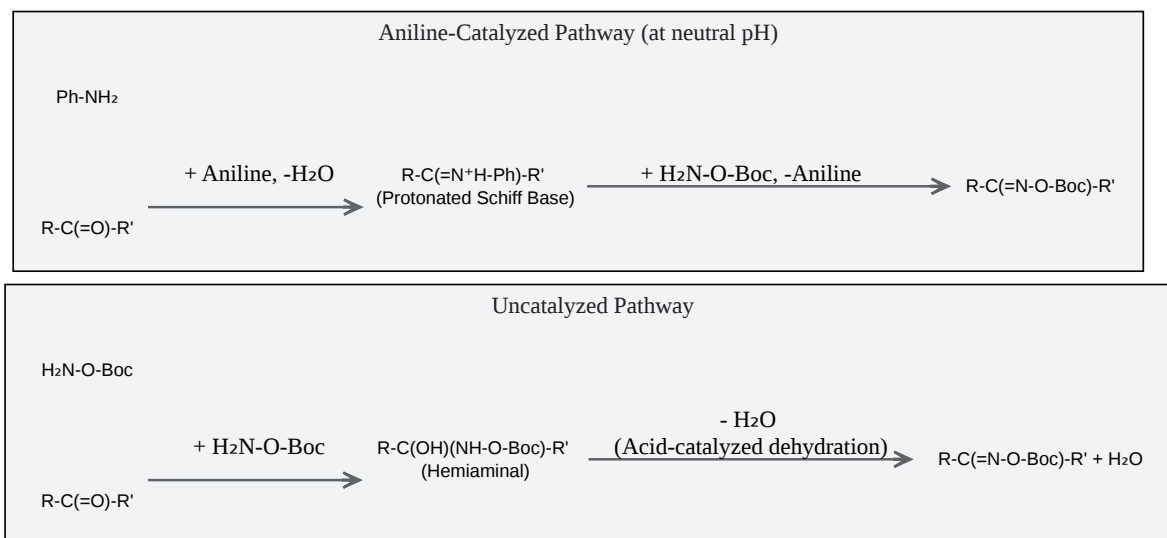 Aniline-Catalyzed Pathway (at neutral pH)
Ph-NH₂
+ Aniline, -H₂O
R-C(=N⁺H-Ph)-R'
(Protonated Schiff Base)
+ H₂N-O-Boc, -Aniline
R-C(=N-O-Boc)-R'
R-C(=O)-R'
Uncatalyzed Pathway
H₂N-O-Boc
+ H₂N-O-Boc
R-C(OH)(NH-O-Boc)-R'
(Hemiaminal)
- H₂O
(Acid-catalyzed dehydration)
R-C(=N-O-Boc)-R' + H₂O
R-C(=O)-R'